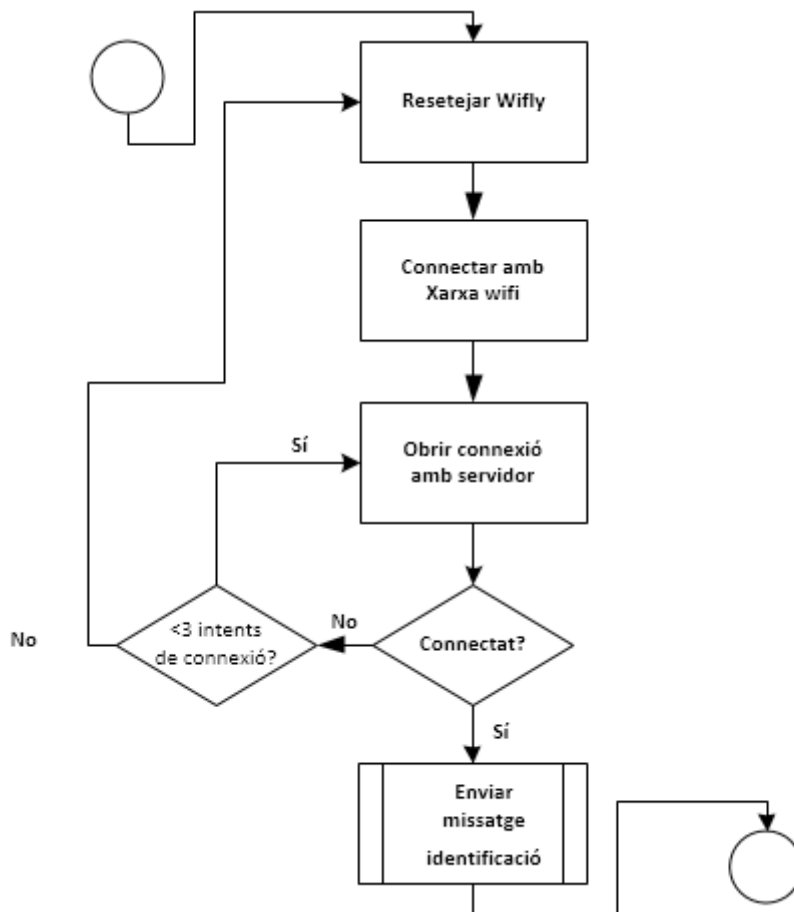 Resetejar Wifly
Connectar amb
Xarxa wifi
Sí
Obrir connexió
amb servidor
No
<3 intents
de connexió?
No
Connectat?
Sí
Enviar
missatge
identificació